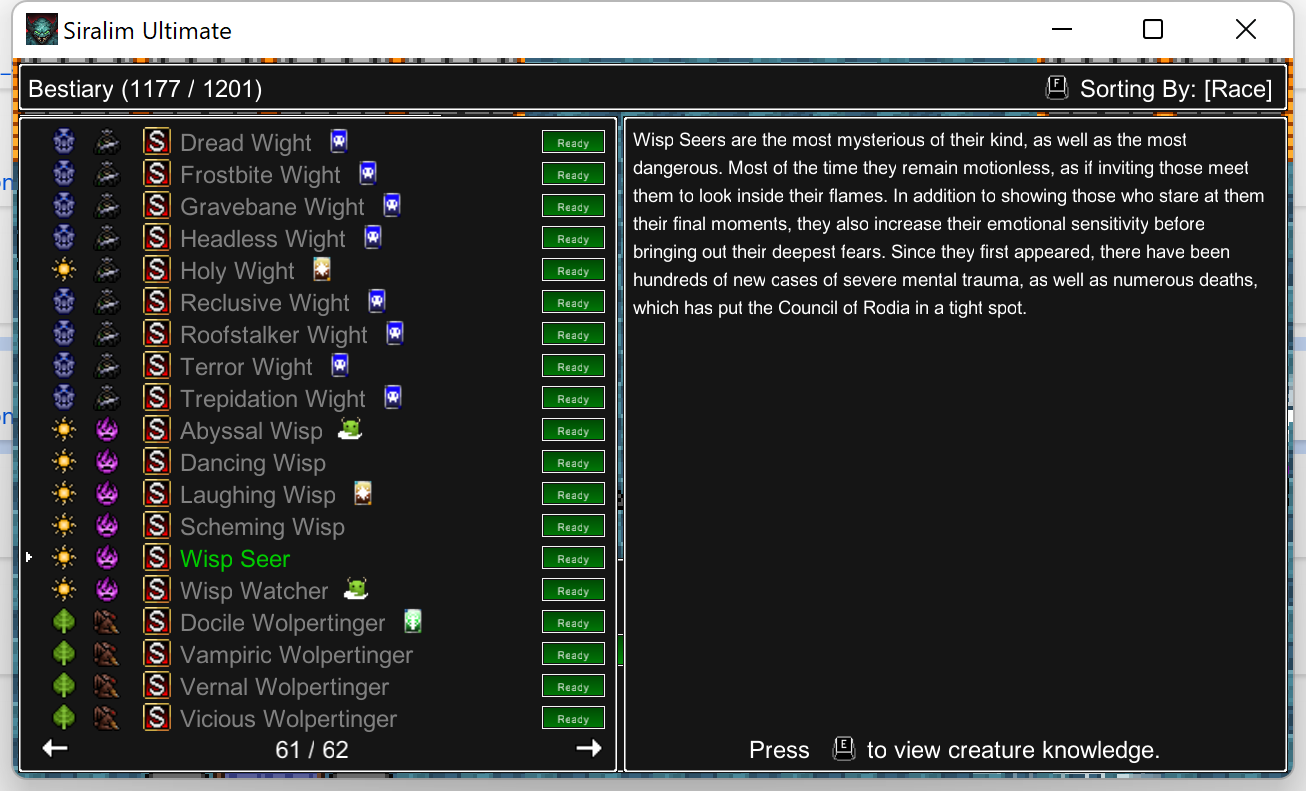 Siralim Ultimate
Bestiary (1177 / 1201)
F Sorting By: [Race]
S Dread Wight Ready
S Frostbite Wight Ready
S Gravebane Wight Ready
S Headless Wight Ready
S Holy Wight Ready
S Reclusive Wight Ready
S Roofstalker Wight Ready
S Terror Wight Ready
S Trepidation Wight Ready
S Abyssal Wisp Ready
S Dancing Wisp Ready
S Laughing Wisp Ready
S Scheming Wisp Ready
S Wisp Seer Ready
S Wisp Watcher Ready
S Docile Wolpertinger Ready
S Vampiric Wolpertinger Ready
S Vernal Wolpertinger Ready
S Vicious Wolpertinger Ready
61 / 62
Wisp Seers are the most mysterious of their kind, as well as the most
dangerous. Most of the time they remain motionless, as if inviting those meet
them to look inside their flames. In addition to showing those who stare at them
their final moments, they also increase their emotional sensitivity before
bringing out their deepest fears. Since they first appeared, there have been
hundreds of new cases of severe mental trauma, as well as numerous deaths,
which has put the Council of Rodia in a tight spot.
Press E to view creature knowledge.